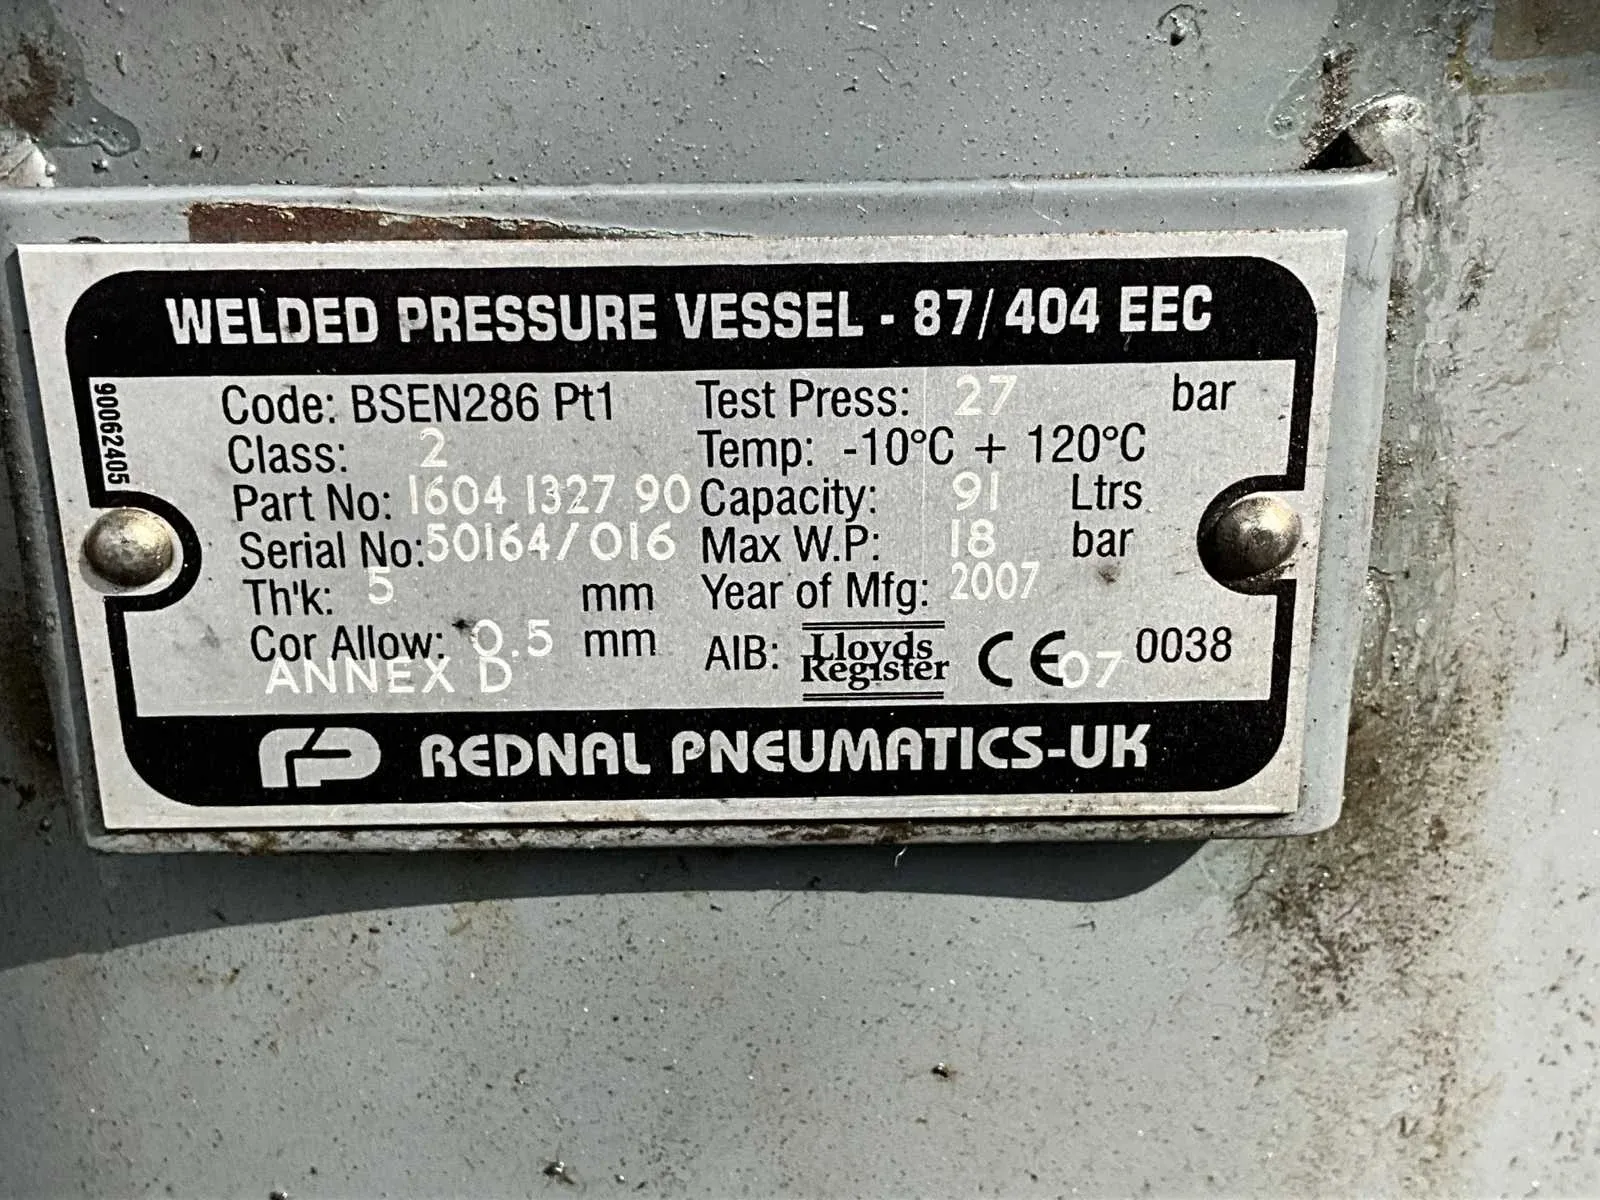 WELDED PRESSURE VESSEL - 87/404 EEC
90062405
Code: BSEN286 Pt1
Class: 2
Part No: 1604 1327 90
Serial No: 50164/016
Th'k: 5 mm
Cor Allow: 0.5 mm
ANNEX D
Test Press: 27 bar
Temp: -10°C + 120°C
Capacity: 91 Ltrs
Max W.P: 18 bar
Year of Mfg: 2007
AIB: Lloyds Register CE 07 0038
REDNAL PNEUMATICS-UK